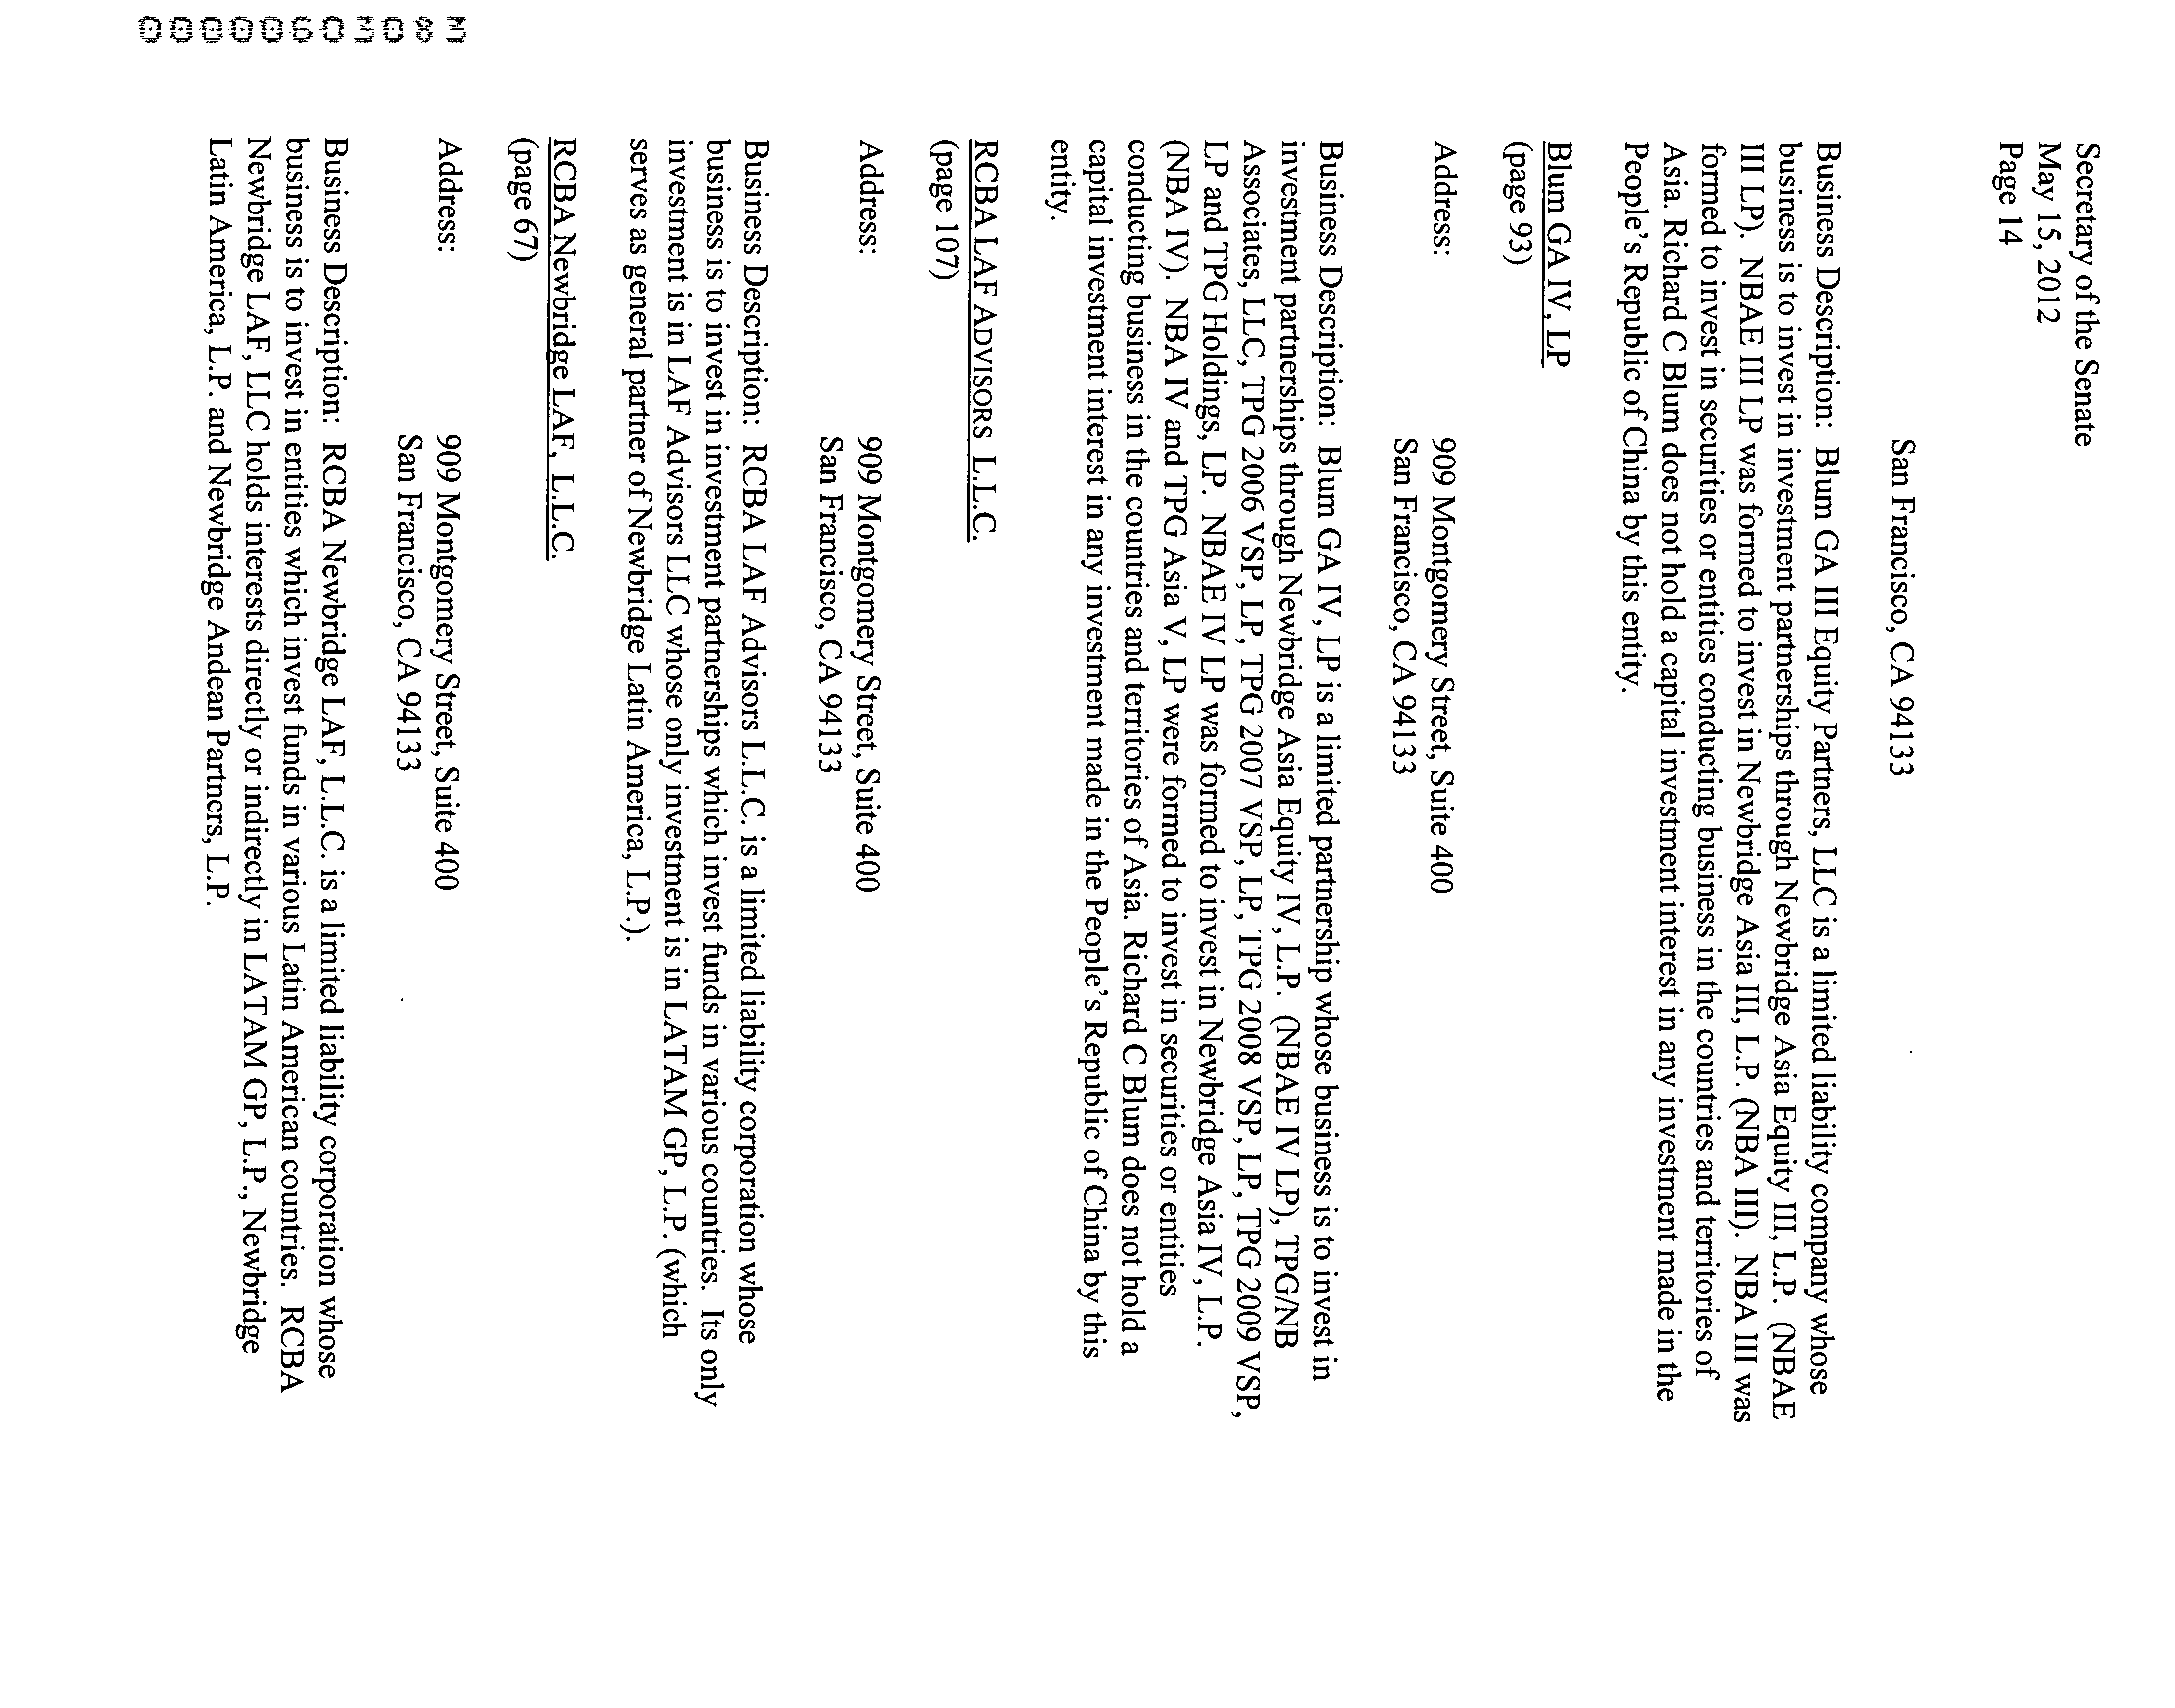 Secretary of the Senate
May 15, 2012
Page 14
San Francisco, CA 94133
Business Description:  Blum GA III Equity Partners, LLC is a limited liability company whose
business is to invest in investment partnerships through Newbridge Asia Equity III, L.P.  (NBAE
III LP).  NBAE III LP was formed to invest in Newbridge Asia III, L.P. (NBA III).  NBA III was
formed to invest in securities or entities conducting business in the countries and territories of
Asia. Richard C Blum does not hold a capital investment interest in any investment made in the
People's Republic of China by this entity.
Blum GA IV, LP
(page 93)
Address: 909 Montgomery Street, Suite 400
San Francisco, CA 94133
Business Description:  Blum GA IV, LP is a limited partnership whose business is to invest in
investment partnerships through Newbridge Asia Equity IV, L.P.  (NBAE IV LP), TPG/NB
Associates, LLC, TPG 2006 VSP, LP, TPG 2007 VSP, LP, TPG 2008 VSP, LP, TPG 2009 VSP,
LP and TPG Holdings, LP.  NBAE IV LP was formed to invest in Newbridge Asia IV, L.P.
(NBA IV).  NBA IV and TPG Asia V, LP were formed to invest in securities or entities
conducting business in the countries and territories of Asia. Richard C Blum does not hold a
capital investment interest in any investment made in the People's Republic of China by this
entity.
RCBA LAF ADVISORS L.L.C.
(page 107)
Address: 909 Montgomery Street, Suite 400
San Francisco, CA 94133
Business Description:  RCBA LAF Advisors L.L.C. is a limited liability corporation whose
business is to invest in investment partnerships which invest funds in various countries.  Its only
investment is in LAF Advisors LLC whose only investment is in LATAM GP, L.P. (which
serves as general partner of Newbridge Latin America, L.P.).
RCBA Newbridge LAF, L.L.C.
(page 67)
Address: 909 Montgomery Street, Suite 400
San Francisco, CA 94133
Business Description:  RCBA Newbridge LAF, L.L.C. is a limited liability corporation whose
business is to invest in entities which invest funds in various Latin American countries.  RCBA
Newbridge LAF, LLC holds interests directly or indirectly in LATAM GP, L.P., Newbridge
Latin America, L.P. and Newbridge Andean Partners, L.P.
00000603083